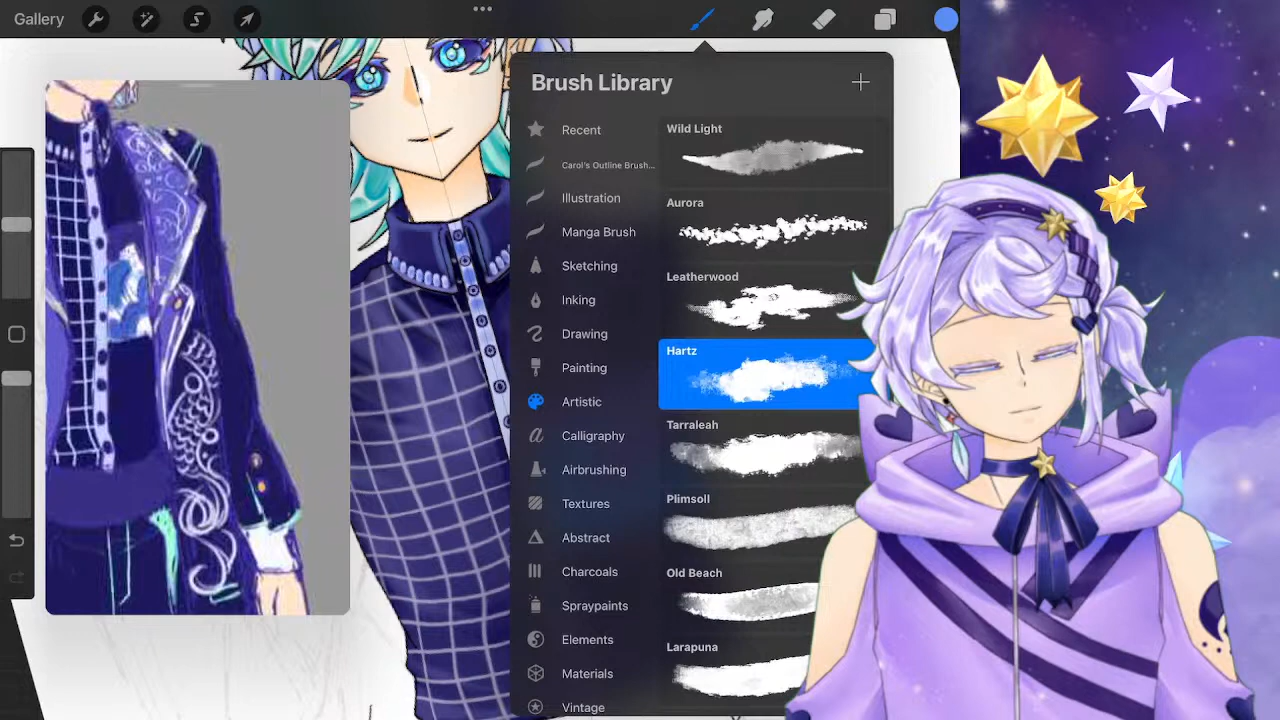 Gallery
Brush Library
Recent
Carol's Outline Brush...
Illustration
Manga Brush
Sketching
Inking
Drawing
Painting
Artistic
Calligraphy
Airbrushing
Textures
Abstract
Charcoals
Spraypaints
Elements
Materials
Vintage
Wild Light
Aurora
Leatherwood
Hartz
Tarraleah
Plimsoll
Old Beach
Larapuna